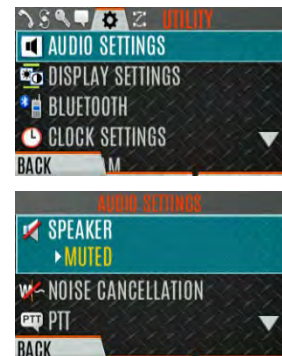 UTILITY
AUDIO SETTINGS
DISPLAY SETTINGS
BLUETOOTH
CLOCK SETTINGS
BACK
AUDIO SETTINGS
SPEAKER
MUTED
NOISE CANCELLATION
PTT PTT
BACK